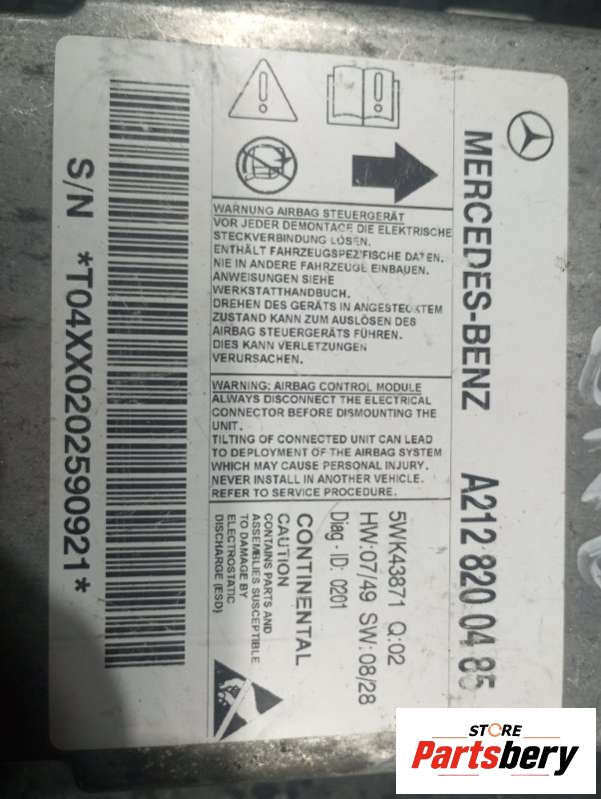 MERCEDES-BENZ A212 820 04 85
WARNUNG AIRBAG STEUERGERÄT
VOR JEDER DEMONTAGE DIE ELEKTRISCHE
STECKVERBINDUNG LÖSEN.
ENTHÄLT FAHRZEUGSPEZIFISCHE DATEN.
NIE IN ANDERE FAHRZEUGE EINBAUEN.
ANWEISUNGEN SIEHE
WERKSTATTHANDBUCH.
DREHEN DES GERÄTS IN ANGESTECKTEM
ZUSTAND KANN ZUM AUSLÖSEN DES
AIRBAG STEUERGERÄTS FÜHREN.
DIES KANN VERLETZUNGEN
VERURSACHEN.
WARNING: AIRBAG CONTROL MODULE
ALWAYS DISCONNECT THE ELECTRICAL
CONNECTOR BEFORE DISMOUNTING THE
UNIT.
TILTING OF CONNECTED UNIT CAN LEAD
TO DEPLOYMENT OF THE AIRBAG SYSTEM
WHICH MAY CAUSE PERSONAL INJURY.
NEVER INSTALL IN ANOTHER VEHICLE.
REFER TO SERVICE PROCEDURE.
5WK43871 Q:02
HW:07/49 SW:08/28
Diag - ID: 0201
CONTINENTAL
CAUTION
CONTAINS PARTS AND
ASSEMBLIES SUSCEPTIBLE
TO DAMAGE BY
ELECTROSTATIC
DISCHARGE (ESD)
S/N *T04XX0202590921*
STORE
Partsbery